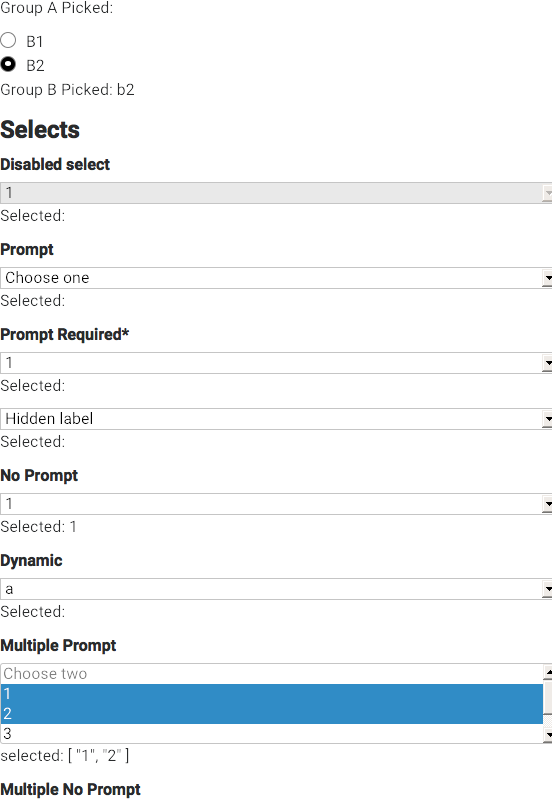 Group A Picked:
B1
B2
Group B Picked: b2
Selects
Disabled select
1
Selected:
Prompt
Choose one
Selected:
Prompt Required*
1
Selected:
Hidden label
Selected:
No Prompt
1
Selected: 1
Dynamic
a
Selected:
Multiple Prompt
Choose two
1
2
3
selected: [ "1", "2" ]
Multiple No Prompt